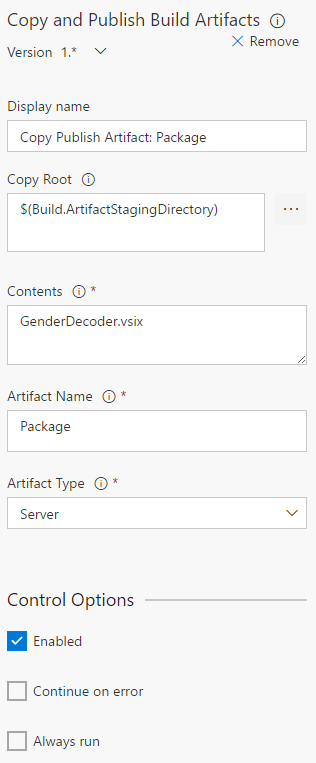 Copy and Publish Build Artifacts
Remove
Version 1.*
Display name
Copy Publish Artifact: Package
Copy Root
$(Build.ArtifactStagingDirectory)
...
Contents *
GenderDecoder.vsix
Artifact Name *
Package
Artifact Type *
Server
Control Options
Enabled
Continue on error
Always run